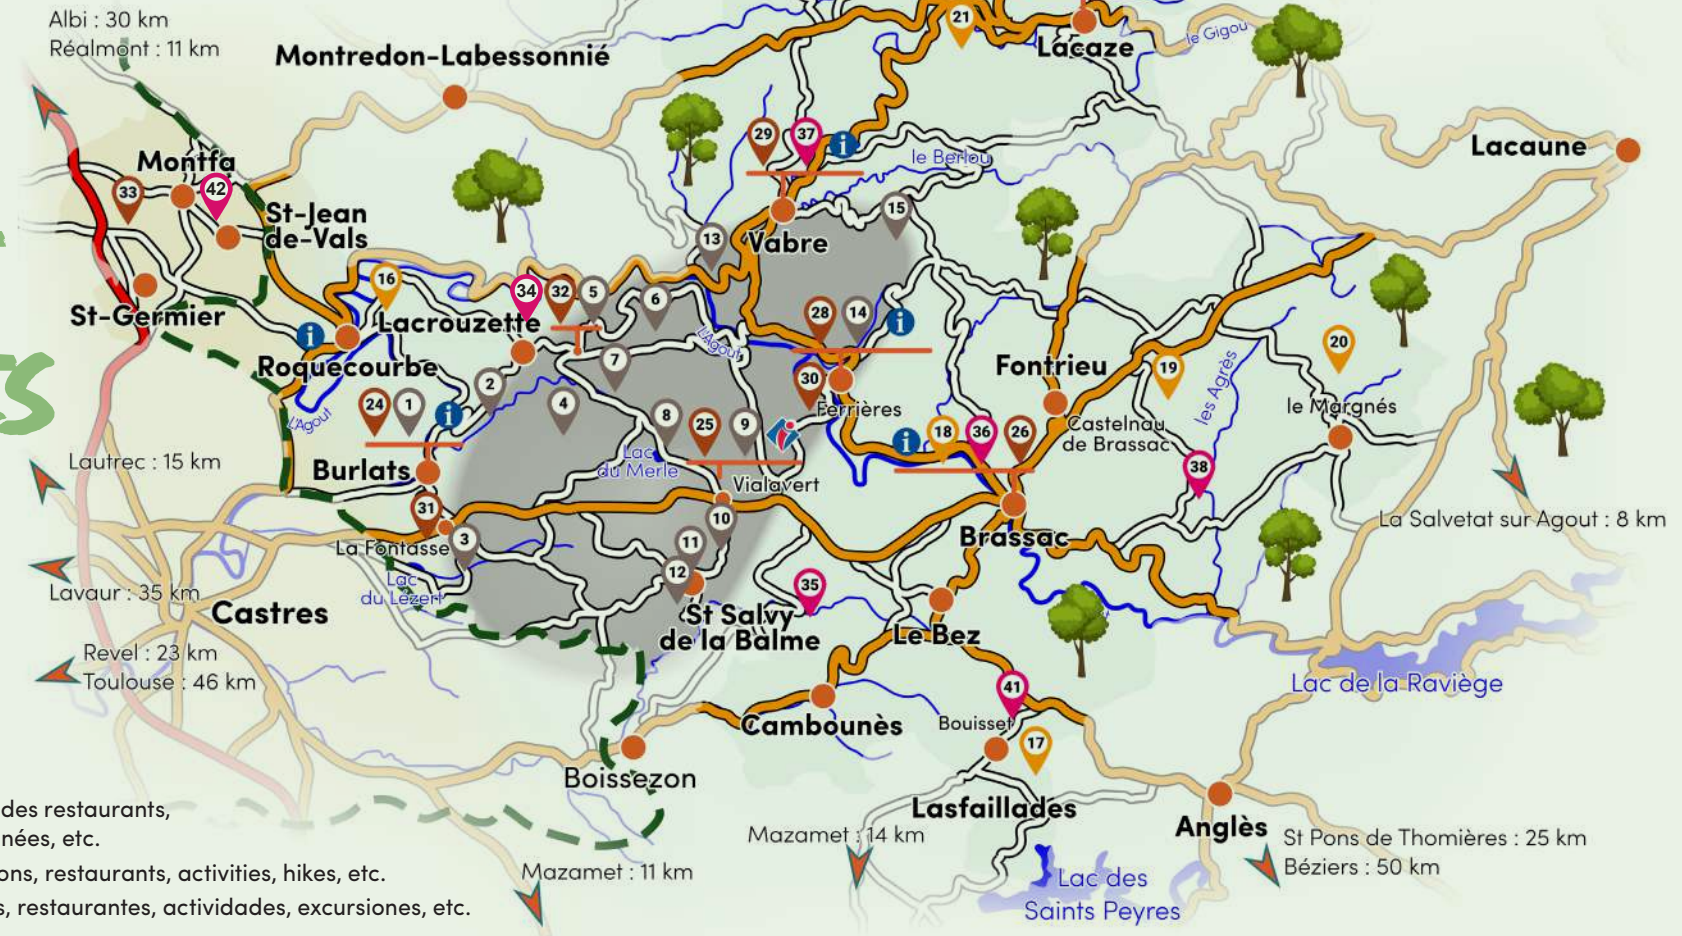 Albi : 30 km
Réalmont : 11 km
Montredon-Labessonnié
21
Lacaze
le Gigou
29
37
i
le Berlou
Lacaune
Montfa
33
42
St-Jean
de-Vals
15
13
Vabre
16
34
32
5
6
28
14
i
St-Germier
i
Lacrouzette
L'Agout
20
Roquecourbe
7
30
Fontrieu
19
les Agrès
24
1
i
2
4
Ferrières
le Margnés
L'Agout
8
25
9
i
18
36
26
Castelnau
de Brassac
Lautrec : 15 km
Burlats
Lac
du Merle
38
Vialavert
31
10
La Salvetat sur Agout : 8 km
La Fontasse
3
11
Brassac
12
Lavaur : 35 km
Lac
du Lézert
35
Castres
St Salvy
de la Balme
Le Bez
Revel : 23 km
Toulouse : 46 km
Lac de la Raviège
41
Cambounès
Bouisset
17
Boissezon
des restaurants,
nées, etc.
Lasfaillades
Mazamet : 14 km
Anglès
St Pons de Thomières : 25 km
Béziers : 50 km
ons, restaurants, activities, hikes, etc.
Mazamet : 11 km
Lac des
Saints Peyres
s, restaurantes, actividades, excursiones, etc.